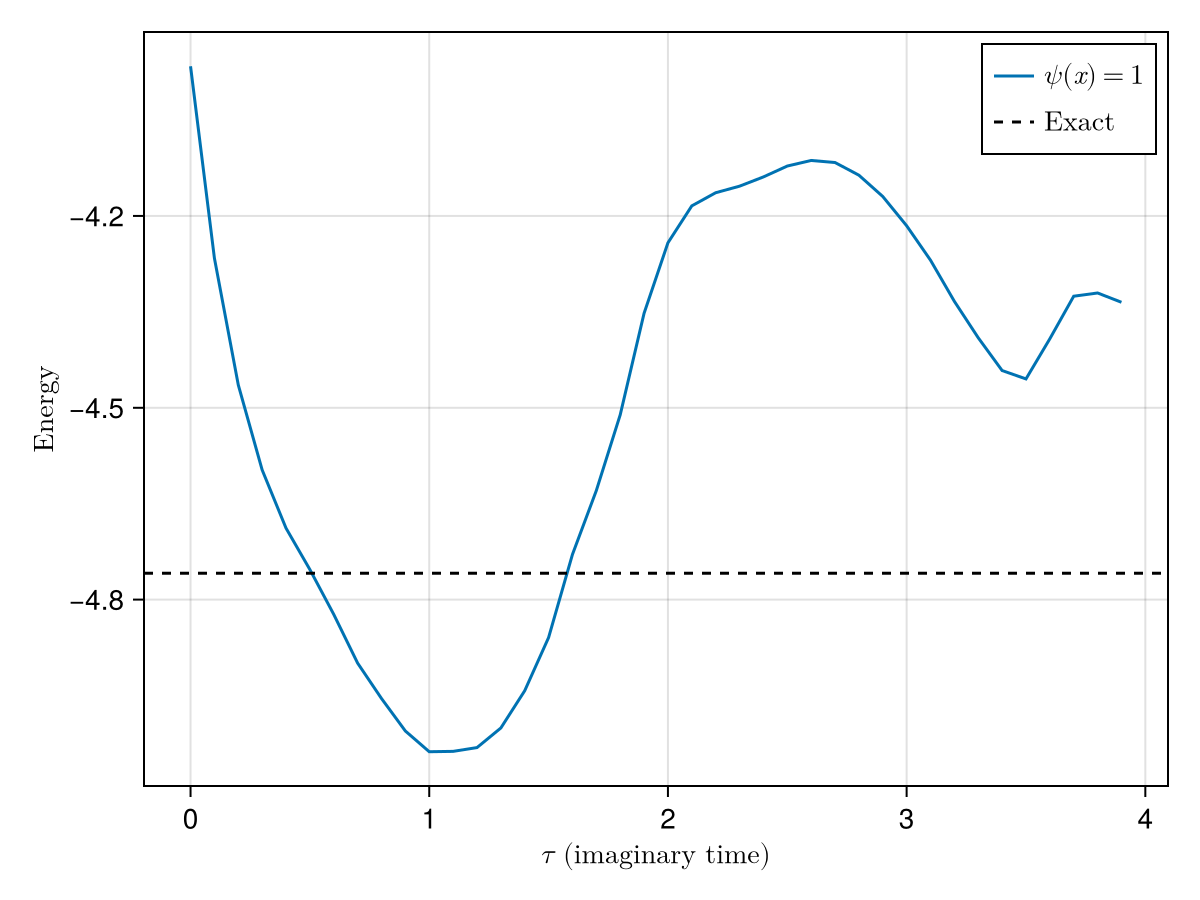 ψ(x) = 1
Exact
−4.2
−4.5
−4.8
Energy
0 1 2 3 4
τ (imaginary time)